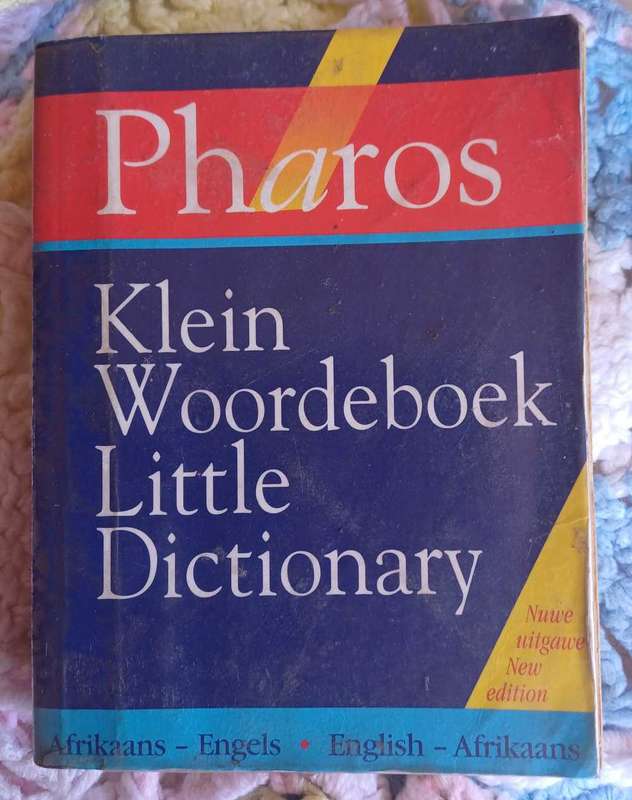 Pharos
Klein
Woordeboek
Little
Dictionary
Nuwe
uitgawe
New
edition
Afrikaans – Engels • English – Afrikaans